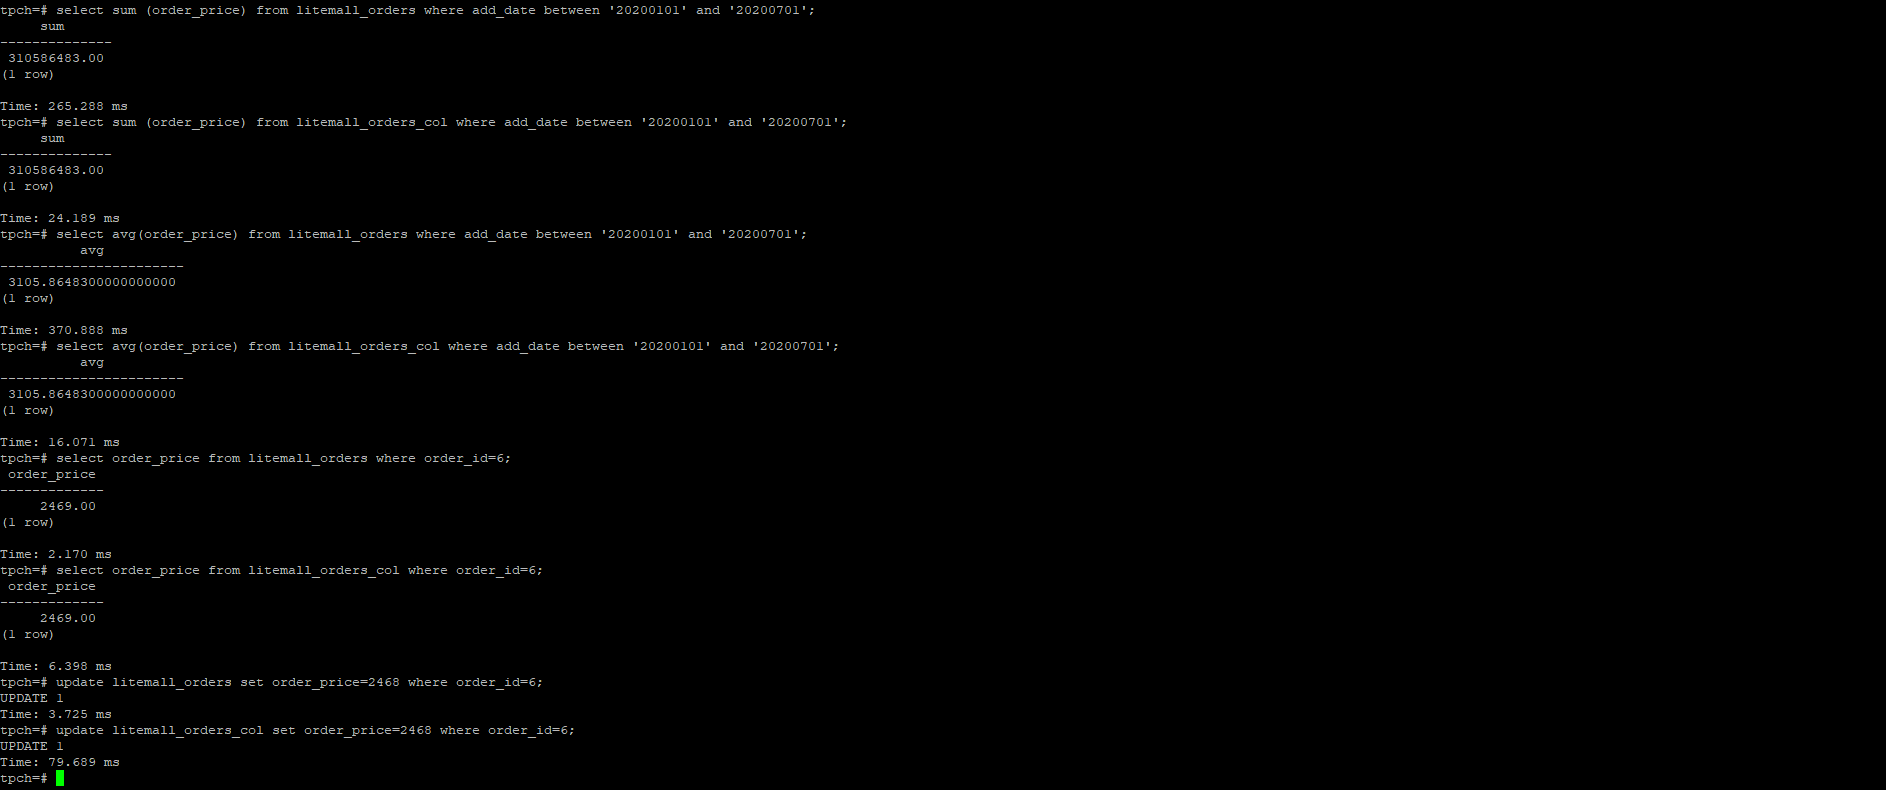 tpch=# select sum (order_price) from litemall_orders where add_date between '20200101' and '20200701';
     sum
--------------
 310586483.00
(1 row)

Time: 265.288 ms
tpch=# select sum (order_price) from litemall_orders_col where add_date between '20200101' and '20200701';
     sum
--------------
 310586483.00
(1 row)

Time: 24.189 ms
tpch=# select avg(order_price) from litemall_orders where add_date between '20200101' and '20200701';
          avg
-----------------------
 3105.8648300000000000
(1 row)

Time: 370.888 ms
tpch=# select avg(order_price) from litemall_orders_col where add_date between '20200101' and '20200701';
          avg
-----------------------
 3105.8648300000000000
(1 row)

Time: 16.071 ms
tpch=# select order_price from litemall_orders where order_id=6;
 order_price
-------------
     2469.00
(1 row)

Time: 2.170 ms
tpch=# select order_price from litemall_orders_col where order_id=6;
 order_price
-------------
     2469.00
(1 row)

Time: 6.398 ms
tpch=# update litemall_orders set order_price=2468 where order_id=6;
UPDATE 1
Time: 3.725 ms
tpch=# update litemall_orders_col set order_price=2468 where order_id=6;
UPDATE 1
Time: 79.689 ms
tpch=#